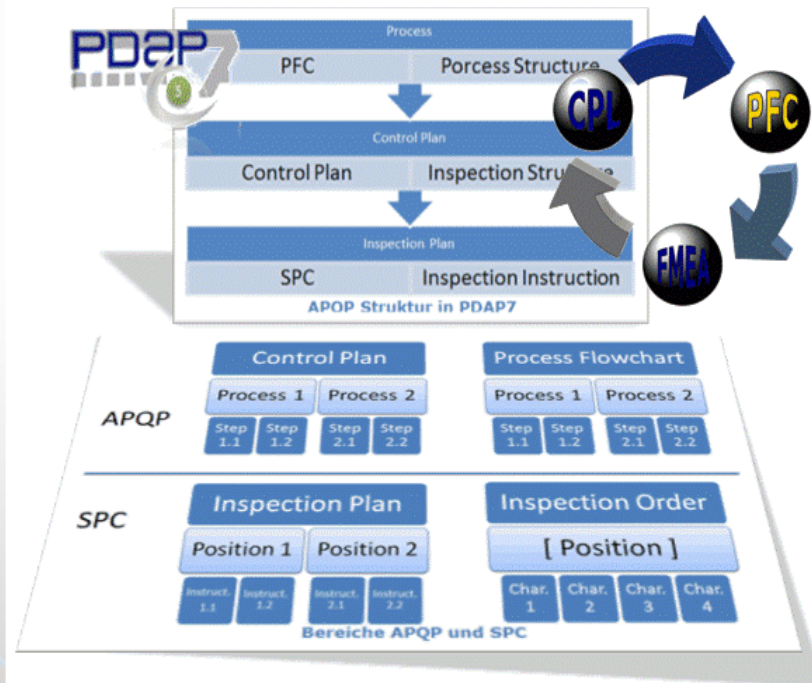 PDAP7
5
Process
PFC Porcess Structure
Control Plan
Control Plan Inspection Structure
Inspection Plan
SPC Inspection Instruction
APQP Struktur in PDAP7
CPL
PFC
FMEA
APQP
Control Plan
Process 1 Process 2
Step 1.1 Step 1.2 Step 2.1 Step 2.2
Process Flowchart
Process 1 Process 2
Step 1.1 Step 1.2 Step 2.1 Step 2.2
SPC
Inspection Plan
Position 1 Position 2
Instruct. 1.1 Instruct. 1.2 Instruct. 2.1 Instruct. 2.2
Inspection Order
[ Position ]
Char. 1 Char. 2 Char. 3 Char. 4
Bereiche APQP und SPC